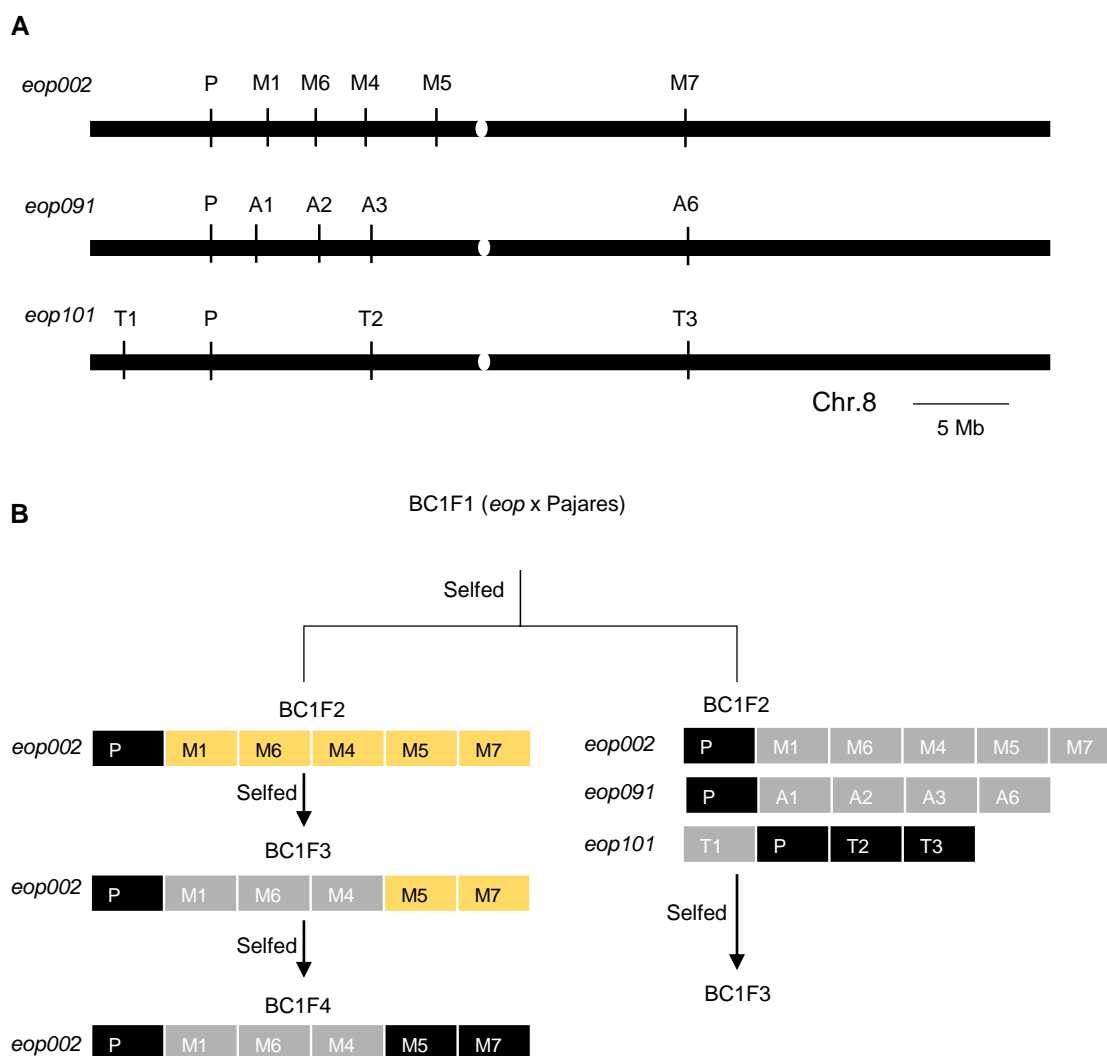 A
eop002 P M1 M6 M4 M5 M7
eop091 P A1 A2 A3 A6
eop101 T1 P T2 T3
Chr.8
5 Mb
B
BC1F1 (eop x Pajares)
Selfed
BC1F2
eop002 P M1 M6 M4 M5 M7
Selfed
BC1F3
eop002 P M1 M6 M4 M5 M7
Selfed
BC1F4
eop002 P M1 M6 M4 M5 M7
BC1F2
eop002 P M1 M6 M4 M5 M7
eop091 P A1 A2 A3 A6
eop101 T1 P T2 T3
Selfed
BC1F3